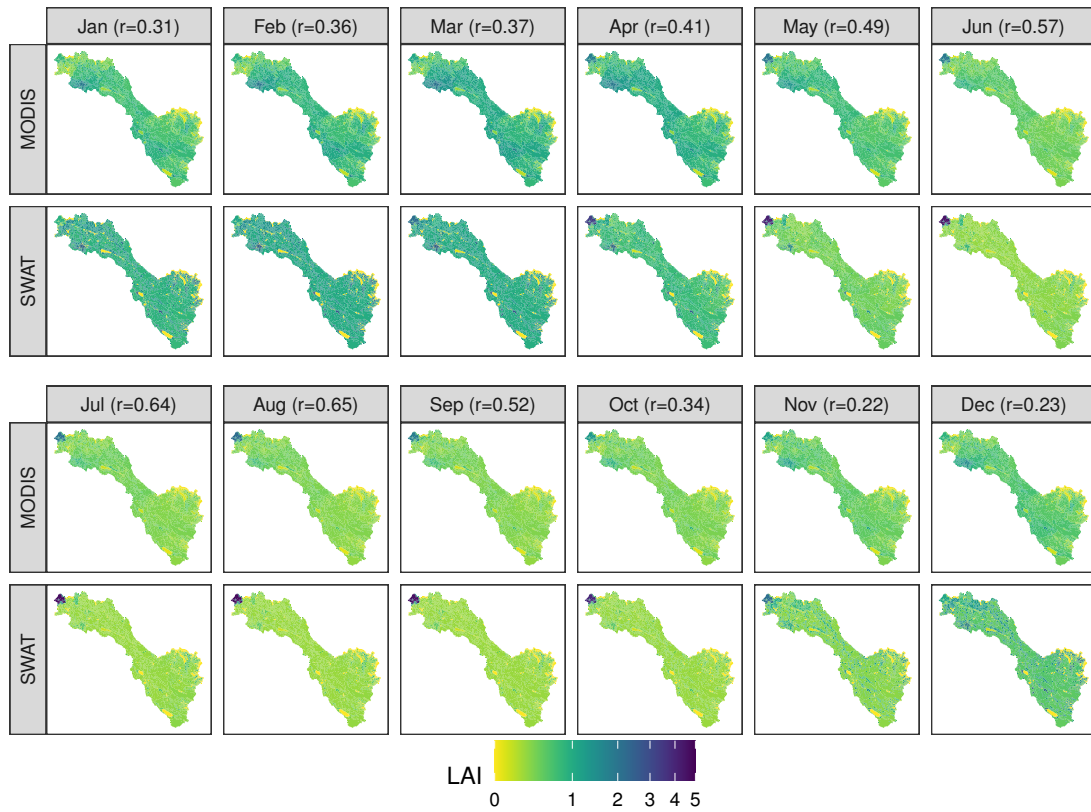 Jan (r=0.31) Feb (r=0.36) Mar (r=0.37) Apr (r=0.41) May (r=0.49) Jun (r=0.57)
MODIS
SWAT
Jul (r=0.64) Aug (r=0.65) Sep (r=0.52) Oct (r=0.34) Nov (r=0.22) Dec (r=0.23)
MODIS
SWAT
LAI
0 1 2 3 4 5